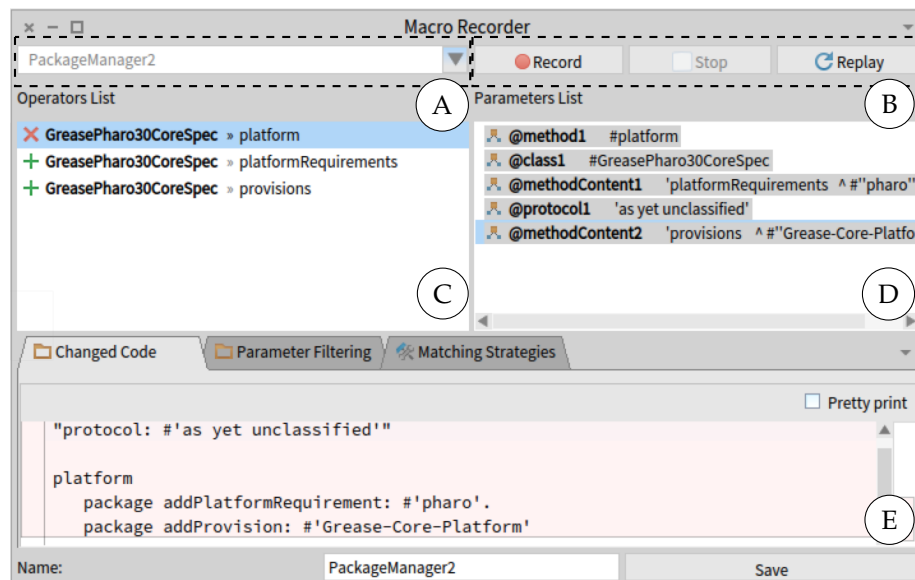 Macro Recorder
PackageManager2
Record
Stop
Replay
A
B
Operators List
Parameters List
GreasePharo30CoreSpec » platform
GreasePharo30CoreSpec » platformRequirements
GreasePharo30CoreSpec » provisions
@method1 #platform
@class1 #GreasePharo30CoreSpec
@methodContent1 'platformRequirements ^ #''pharo''
@protocol1 'as yet unclassified'
@methodContent2 'provisions ^ #''Grease-Core-Platfo
C
D
Changed Code
Parameter Filtering
Matching Strategies
Pretty print
"protocol: #'as yet unclassified'"
platform
package addPlatformRequirement: #'pharo'.
package addProvision: #'Grease-Core-Platform'
E
Name:
PackageManager2
Save